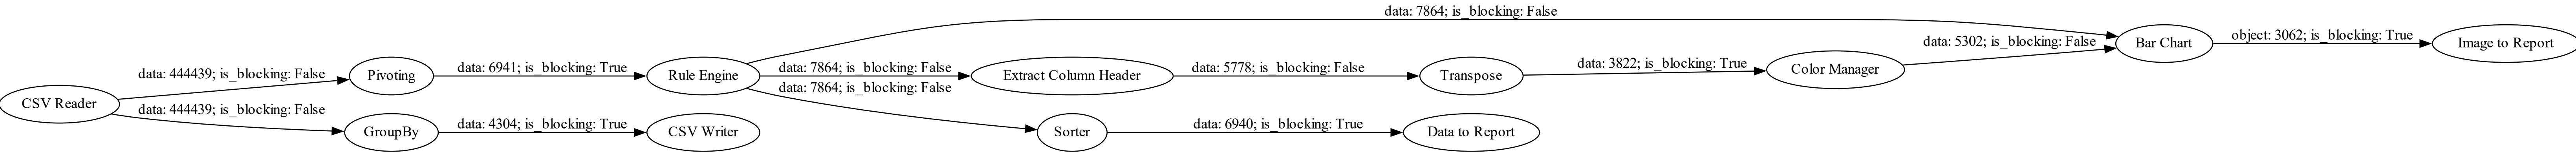 CSV Reader
data: 444439; is_blocking: False
data: 444439; is_blocking: False
Pivoting
GroupBy
data: 6941; is_blocking: True
data: 4304; is_blocking: True
Rule Engine
CSV Writer
data: 7864; is_blocking: False
data: 7864; is_blocking: False
data: 7864; is_blocking: False
Extract Column Header
Sorter
data: 5778; is_blocking: False
data: 6940; is_blocking: True
Transpose
Data to Report
data: 3822; is_blocking: True
Color Manager
data: 5302; is_blocking: False
Bar Chart
object: 3062; is_blocking: True
Image to Report